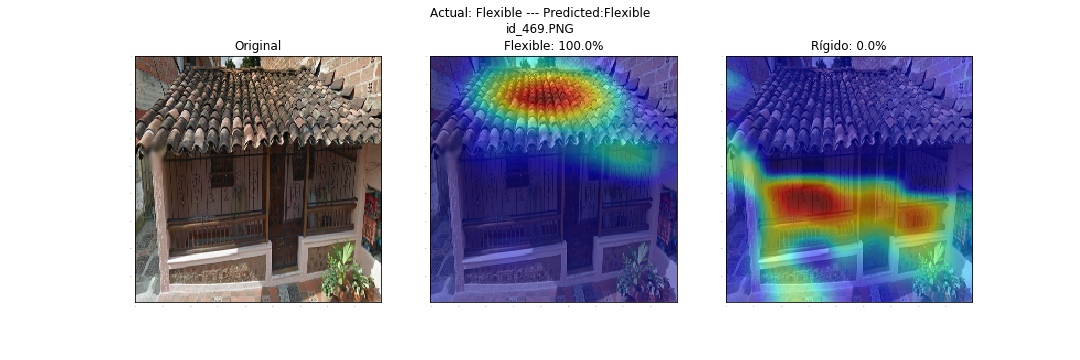 Actual: Flexible --- Predicted:Flexible
id_469.PNG
Original
Flexible: 100.0%
Rígido: 0.0%